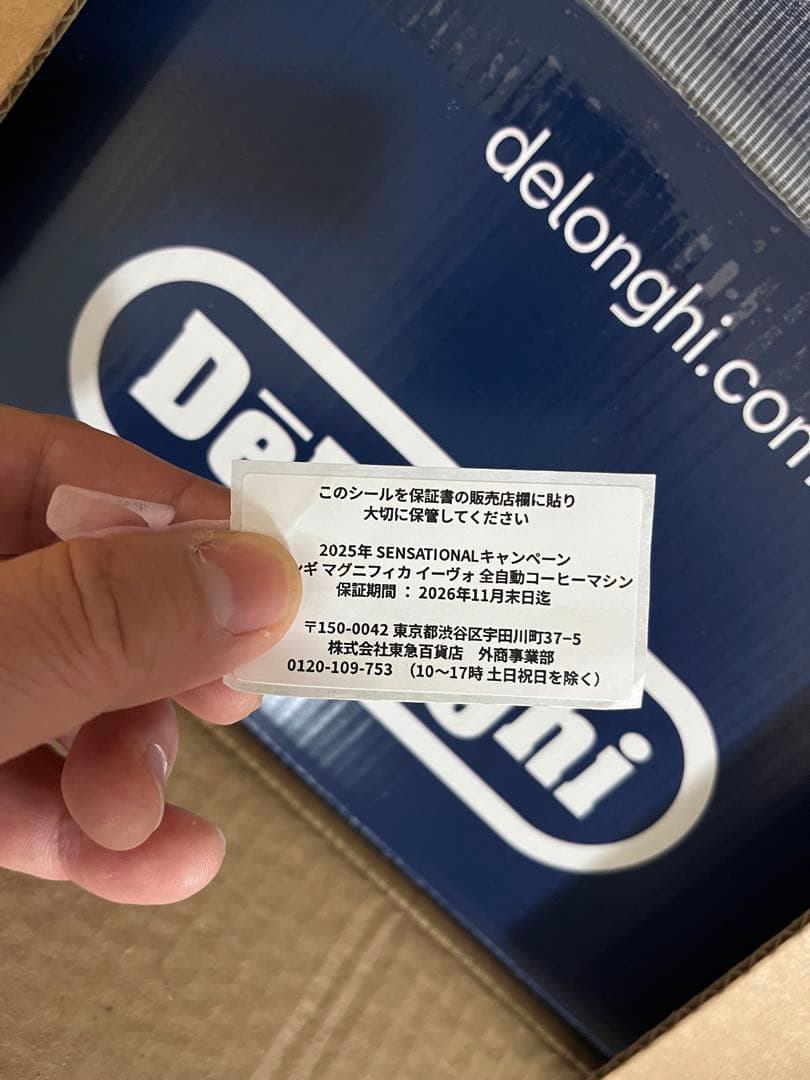 delonghi.com
このシールを保証書の販売店欄に貼り
大切に保管してください
2025年 SENSATIONALキャンペーン
ンギ マグニフィカ イーヴォ 全自動コーヒーマシン
保証期間 ： 2026年11月末日迄
〒150-0042 東京都渋谷区宇田川町37−5
株式会社東急百貨店　外商事業部
0120-109-753 （10〜17時 土日祝日を除く）